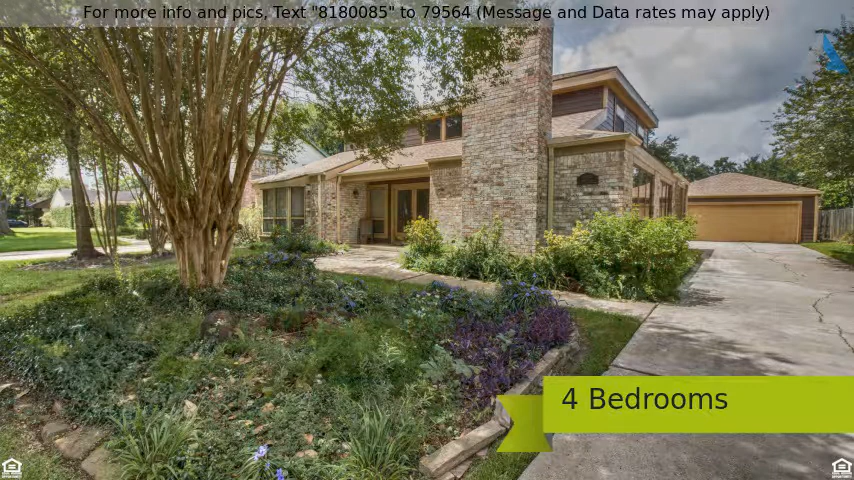 For more info and pics, Text "8180085" to 79564 (Message and Data rates may apply)
4 Bedrooms